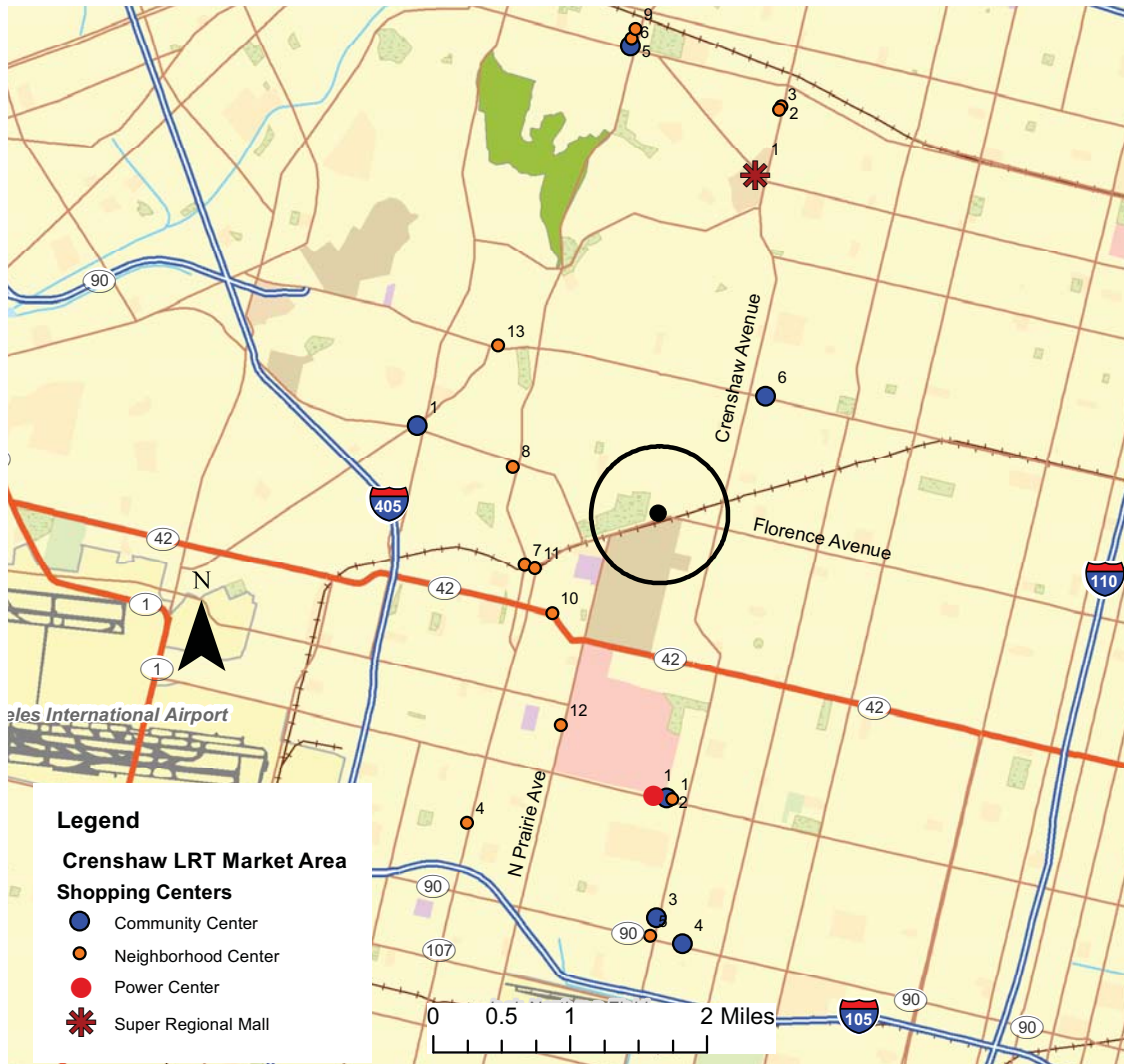 9
6
5
3
2
1
90
13
Crenshaw Avenue
6
1
8
405
42
Florence Avenue
7
11
110
N
42
10
1
42
1
42
eles International Airport
12
N Prairie Ave
1
1
2
4
Legend
Crenshaw LRT Market Area
Shopping Centers
Community Center
Neighborhood Center
Power Center
Super Regional Mall
90
3
5
4
90
107
0 0.5 1 2 Miles
105
90
90